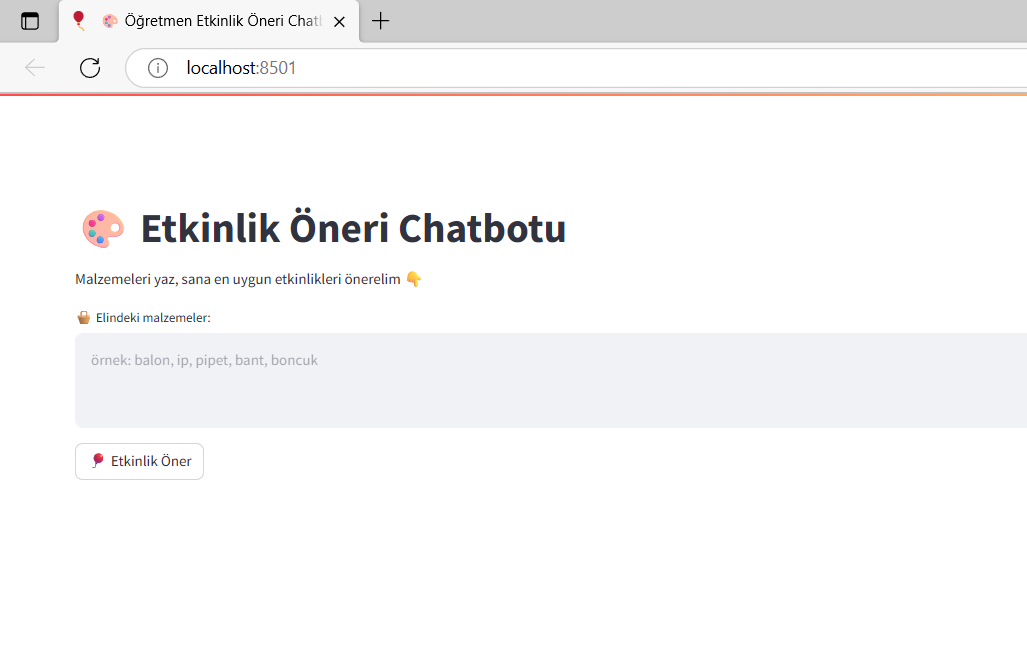 Öğretmen Etkinlik Öneri Chatl
localhost:8501
Etkinlik Öneri Chatbotu
Malzemeleri yaz, sana en uygun etkinlikleri önerelim
Elindeki malzemeler:
örnek: balon, ip, pipet, bant, boncuk
Etkinlik Öner